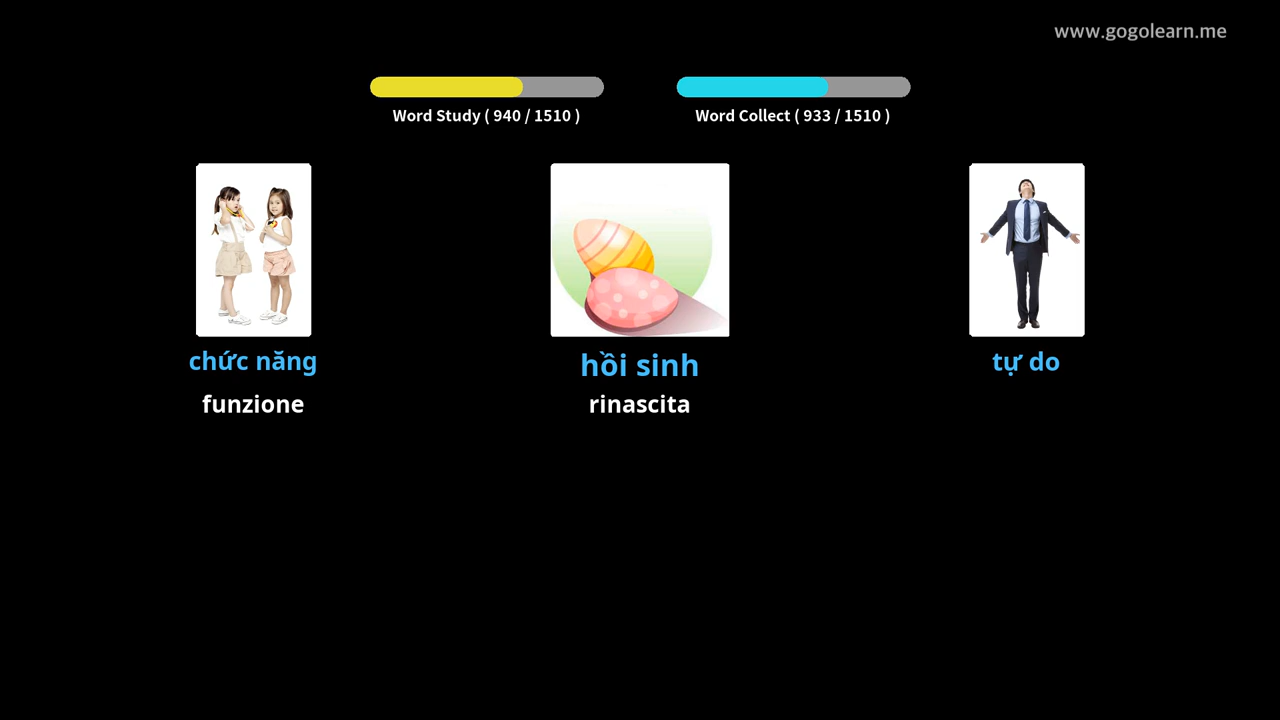 www.gogolearn.me
Word Study ( 940 / 1510 )
Word Collect ( 933 / 1510 )
chức năng
hồi sinh
tự do
funzione
rinascita